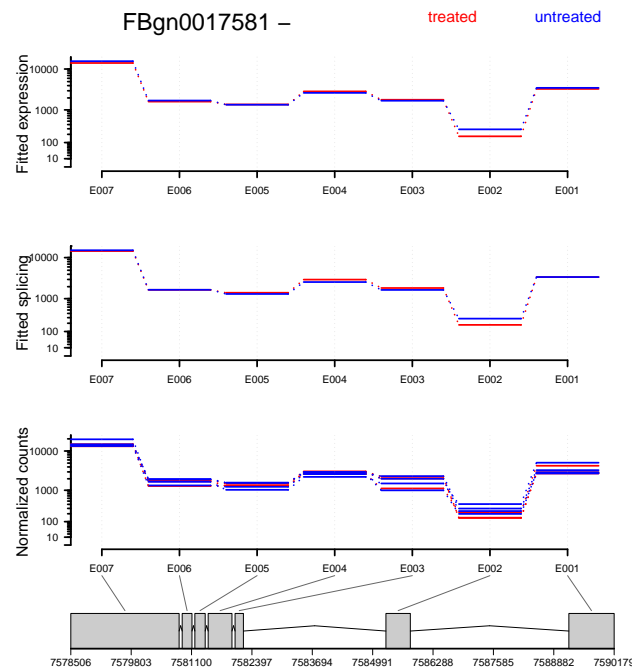 FBgn0017581 − treated untreated
Fitted expression
10000
1000
100
10
E007 E006 E005 E004 E003 E002 E001
Fitted splicing
10000
1000
100
10
E007 E006 E005 E004 E003 E002 E001
Normalized counts
10000
1000
100
10
E007 E006 E005 E004 E003 E002 E001
7578506 7579803 7581100 7582397 7583694 7584991 7586288 7587585 7588882 7590179